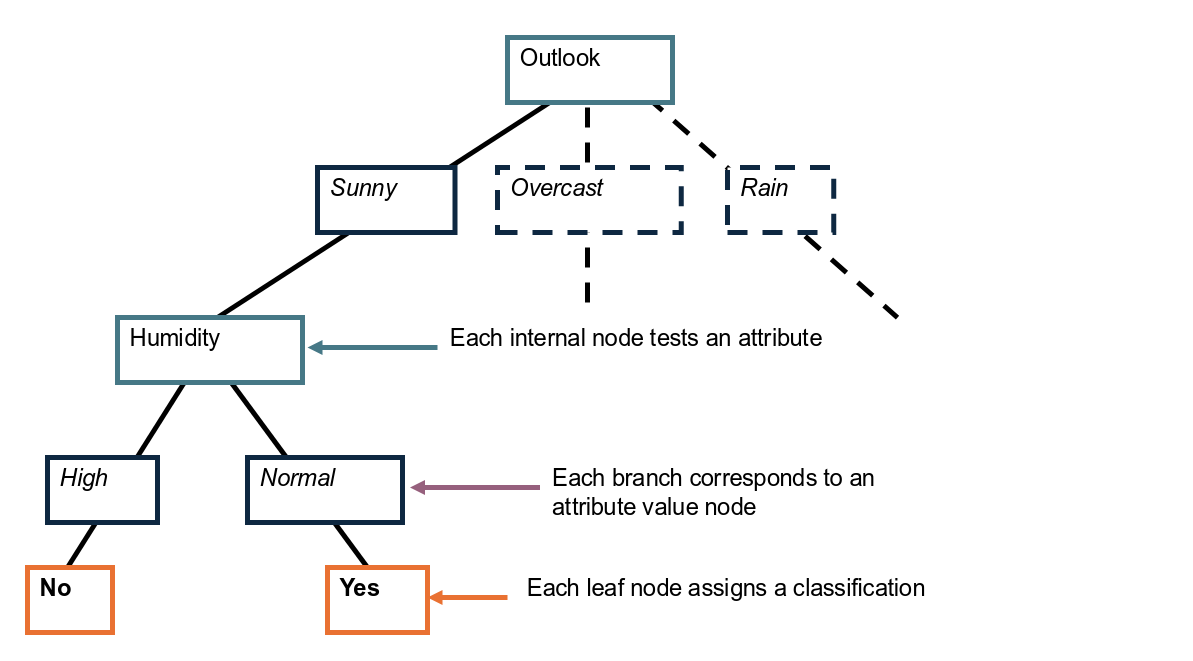 Outlook
Sunny
Overcast
Rain
Humidity
Each internal node tests an attribute
High
Normal
Each branch corresponds to an
attribute value node
No
Yes
Each leaf node assigns a classification